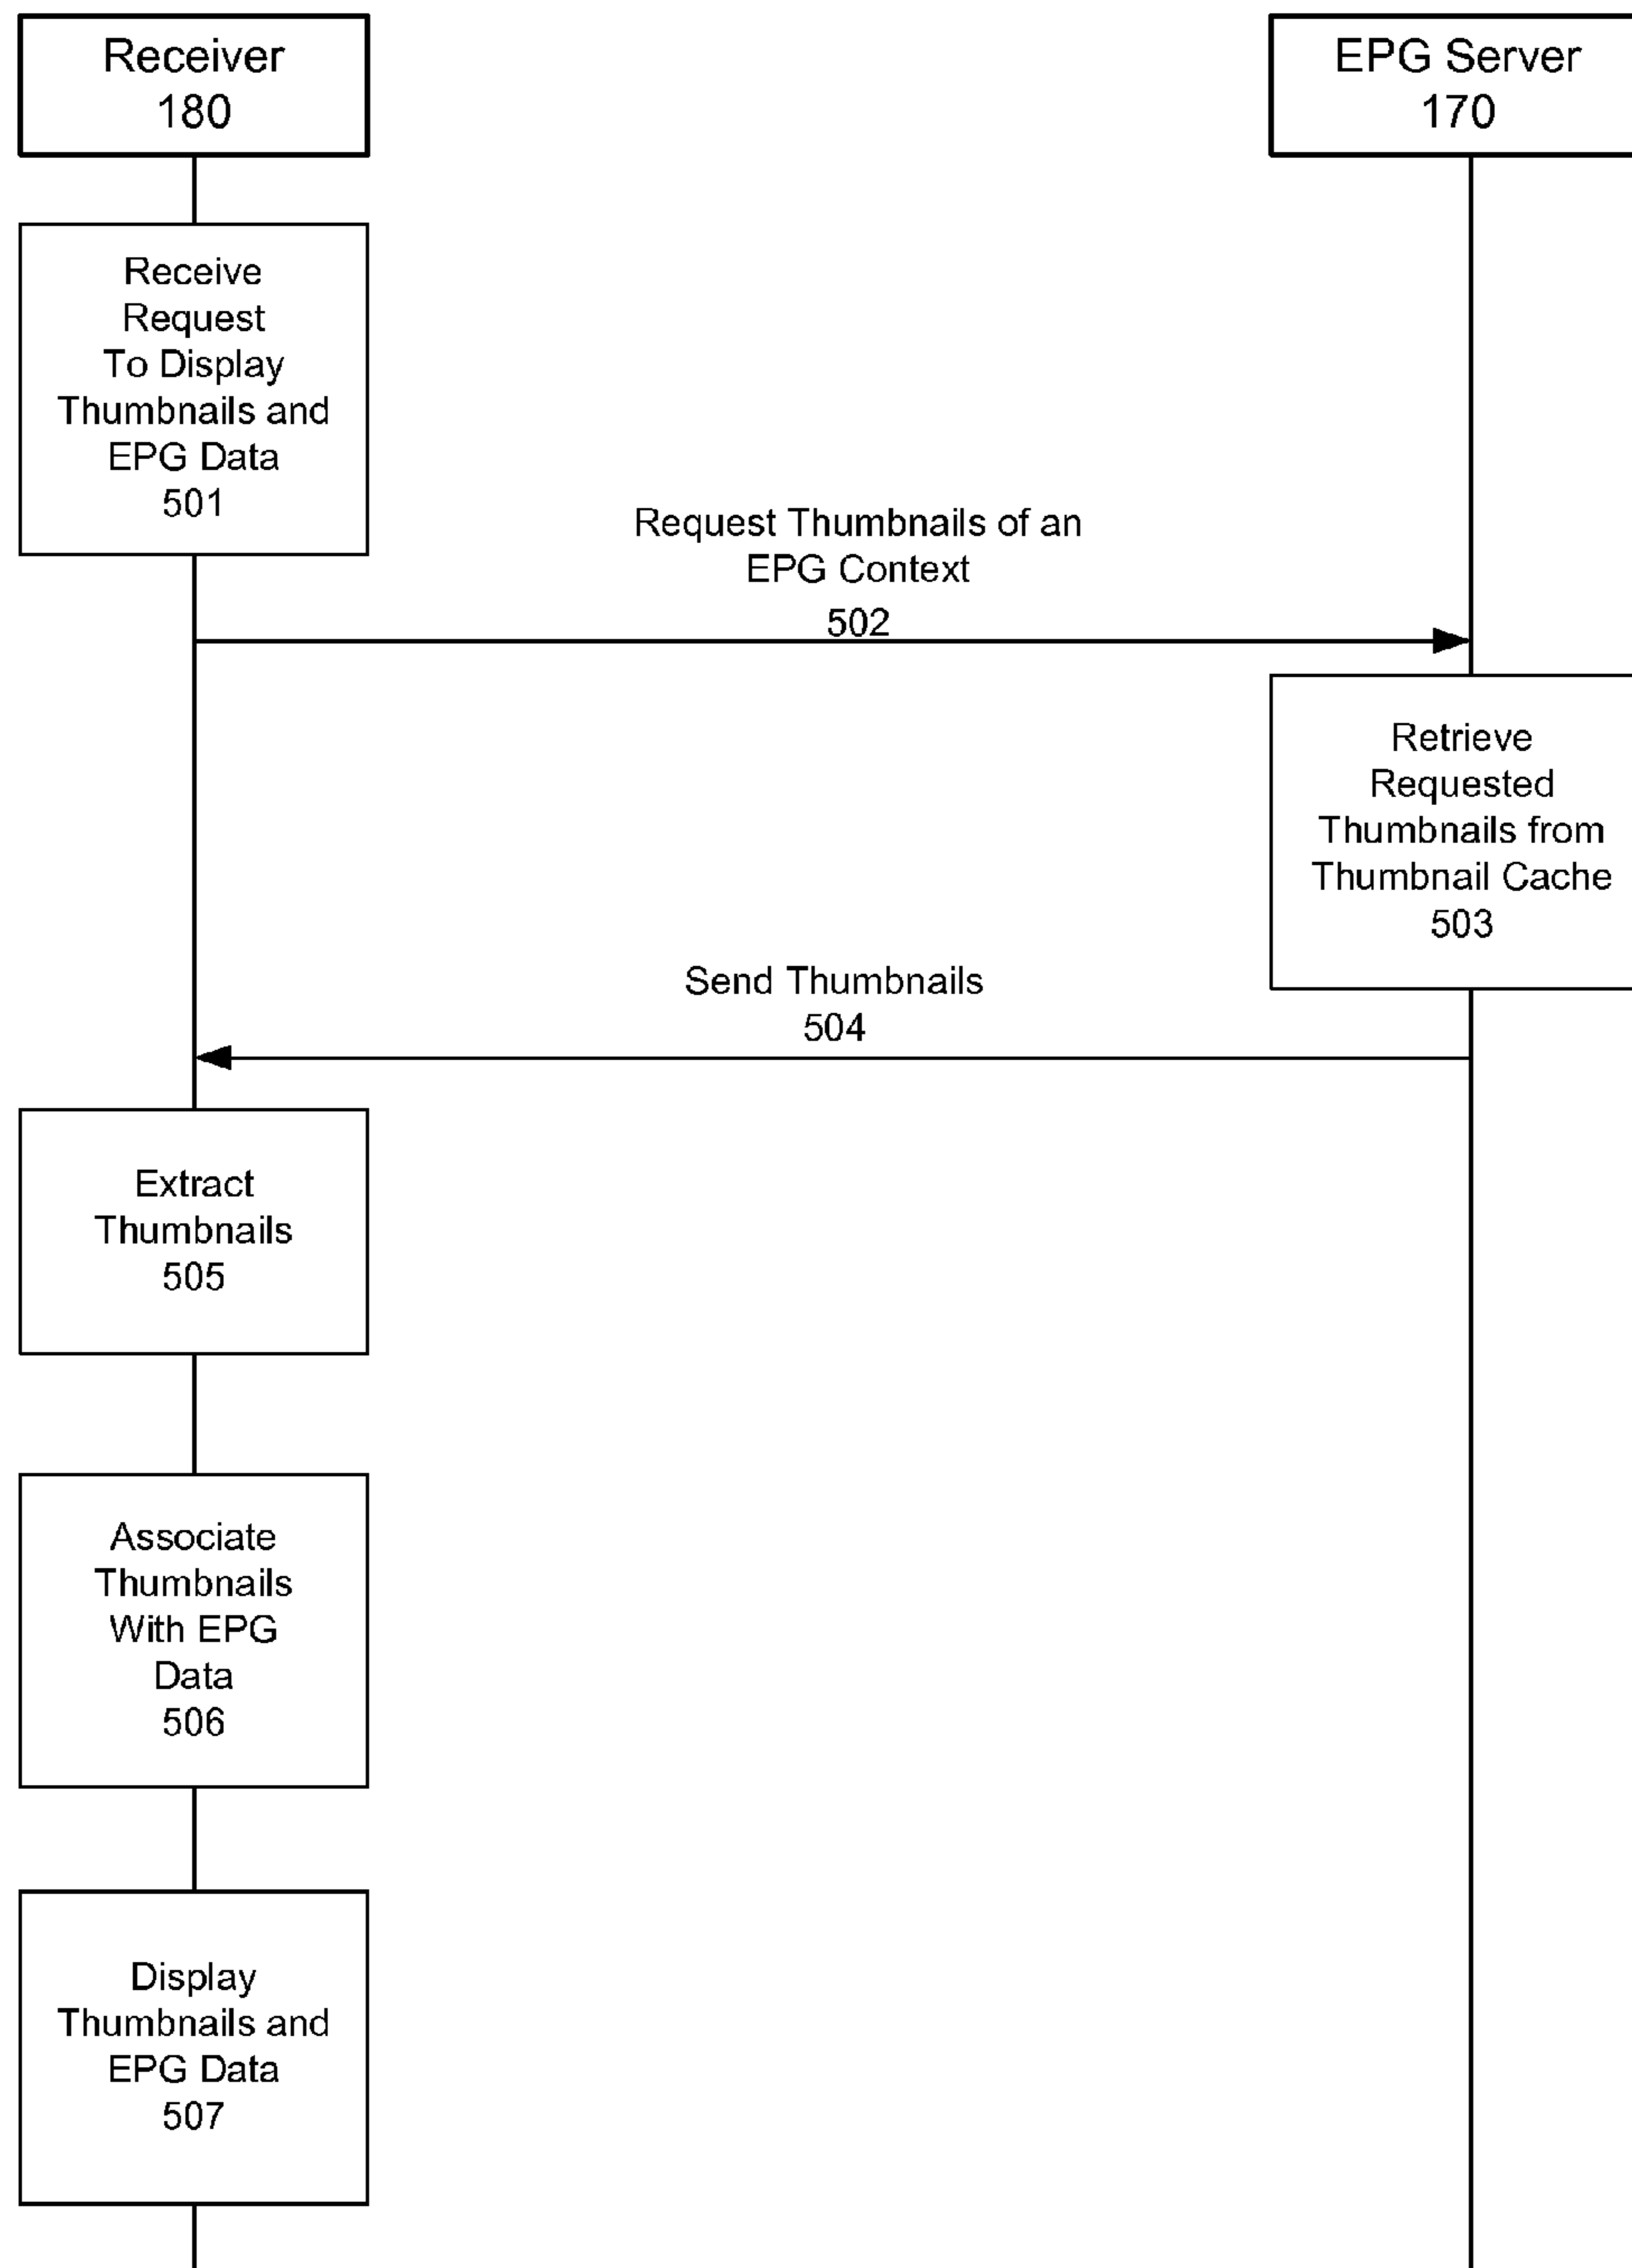 Receiver
180
EPG Server
170
Receive
Request
To Display
Thumbnails and
EPG Data
501
Request Thumbnails of an
EPG Context
502
Retrieve
Requested
Thumbnails from
Thumbnail Cache
503
Send Thumbnails
504
Extract
Thumbnails
505
Associate
Thumbnails
With EPG
Data
506
Display
Thumbnails and
EPG Data
507